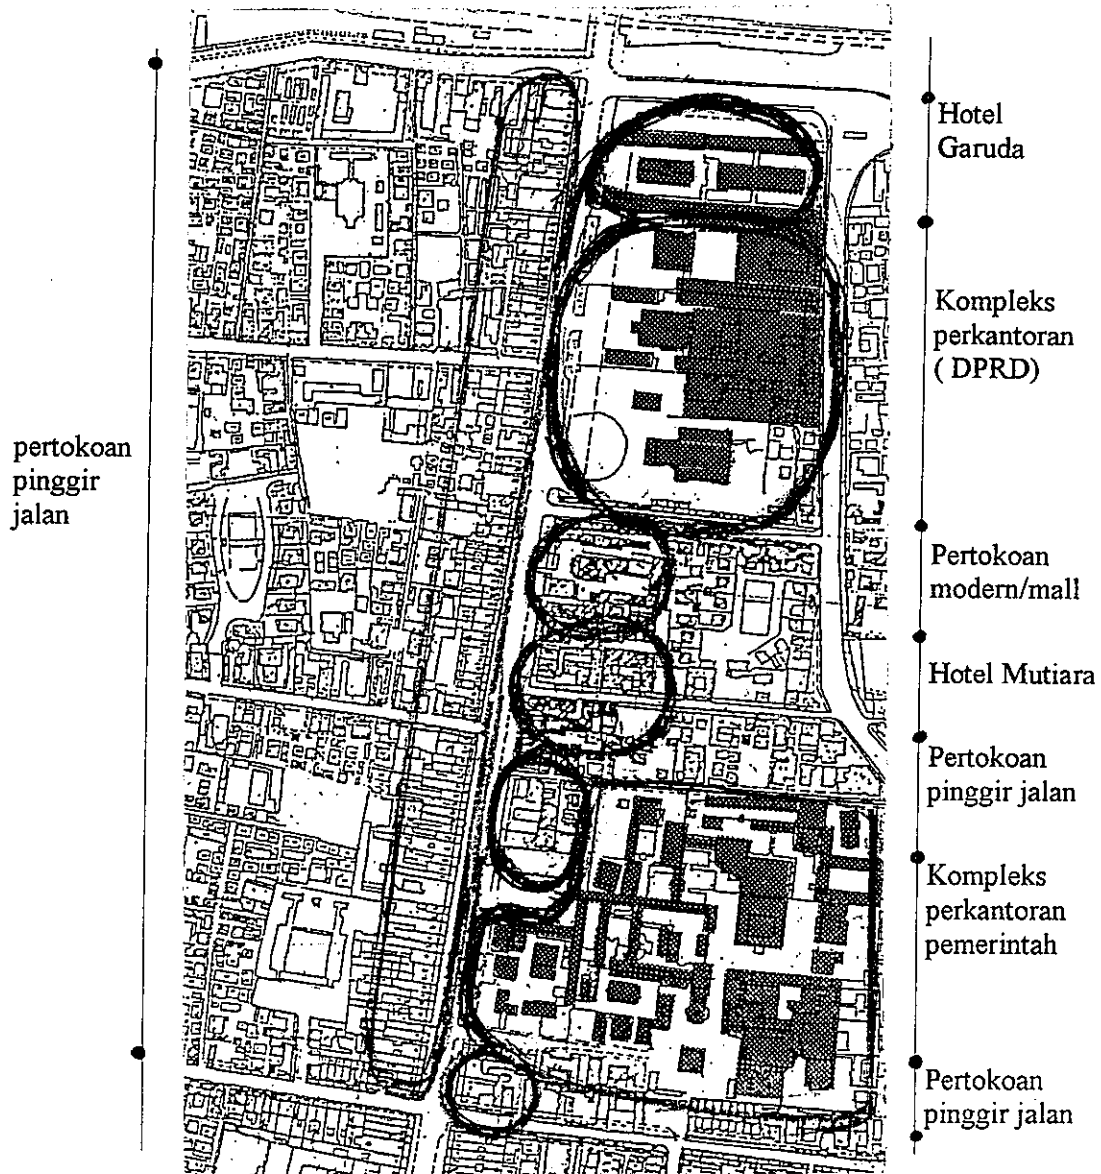 pertokoan
pinggir
jalan
Hotel
Garuda
Kompleks
perkantoran
( DPRD)
Pertokoan
modern/mall
Hotel Mutiara
Pertokoan
pinggir jalan
Kompleks
perkantoran
pemerintah
Pertokoan
pinggir jalan